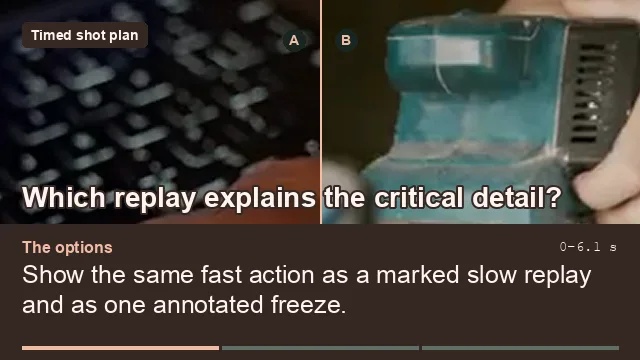 Timed shot plan
A
B
Which replay explains the critical detail?
The options
0–6.1 s
Show the same fast action as a marked slow replay
and as one annotated freeze.